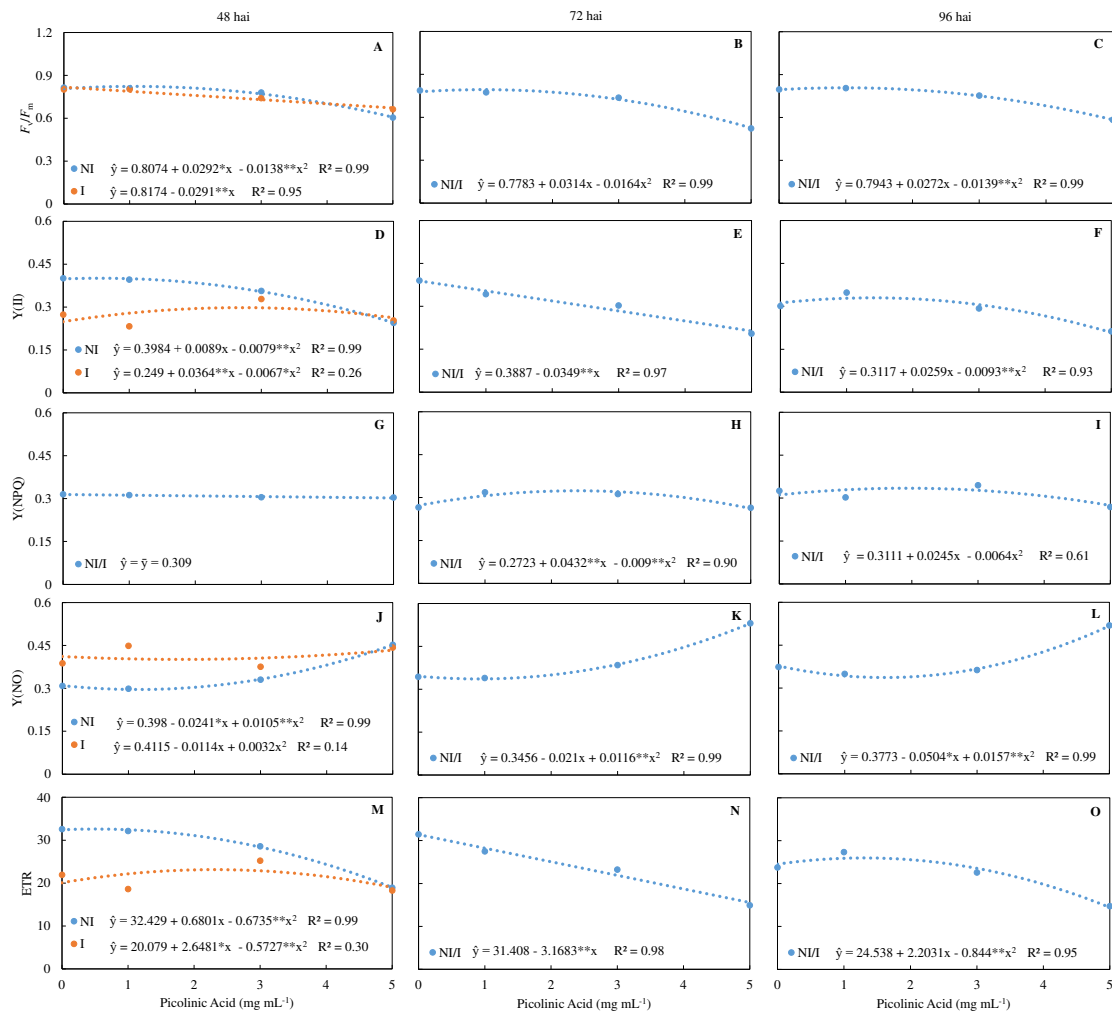 48 hai
72 hai
96 hai
1.2
0.9
0.6
0.3
0
Fv/Fm
A
NI ŷ = 0.8074 + 0.0292*x - 0.0138**x² R² = 0.99
I ŷ = 0.8174 - 0.0291**x R² = 0.95
B
NI/I ŷ = 0.7783 + 0.0314x - 0.0164x² R² = 0.99
C
NI/I ŷ = 0.7943 + 0.0272x - 0.0139**x² R² = 0.99
0.6
0.45
0.3
0.15
0
Y(II)
D
NI ŷ = 0.3984 + 0.0089x - 0.0079**x² R² = 0.99
I ŷ = 0.249 + 0.0364**x - 0.0067*x² R² = 0.26
E
NI/I ŷ = 0.3887 - 0.0349**x R² = 0.97
F
NI/I ŷ = 0.3117 + 0.0259x - 0.0093**x² R² = 0.93
0.6
0.45
0.3
0.15
0
Y(NPQ)
G
NI/I ŷ = ȳ = 0.309
H
NI/I ŷ = 0.2723 + 0.0432**x - 0.009**x² R² = 0.90
I
NI/I ŷ = 0.3111 + 0.0245x - 0.0064x² R² = 0.61
0.6
0.45
0.3
0.15
0
Y(NO)
J
NI ŷ = 0.398 - 0.0241*x + 0.0105**x² R² = 0.99
I ŷ = 0.4115 - 0.0114x + 0.0032x² R² = 0.14
K
NI/I ŷ = 0.3456 - 0.021x + 0.0116**x² R² = 0.99
L
NI/I ŷ = 0.3773 - 0.0504*x + 0.0157**x² R² = 0.99
40
30
20
10
0
ETR
M
NI ŷ = 32.429 + 0.6801x - 0.6735**x² R² = 0.99
I ŷ = 20.079 + 2.6481*x - 0.5727**x² R² = 0.30
N
NI/I ŷ = 31.408 - 3.1683**x R² = 0.98
O
NI/I ŷ = 24.538 + 2.2031x - 0.844**x² R² = 0.95
0 1 2 3 4 5
0 1 2 3 4 5
0 1 2 3 4 5
Picolinic Acid (mg mL⁻¹)
Picolinic Acid (mg mL⁻¹)
Picolinic Acid (mg mL⁻¹)